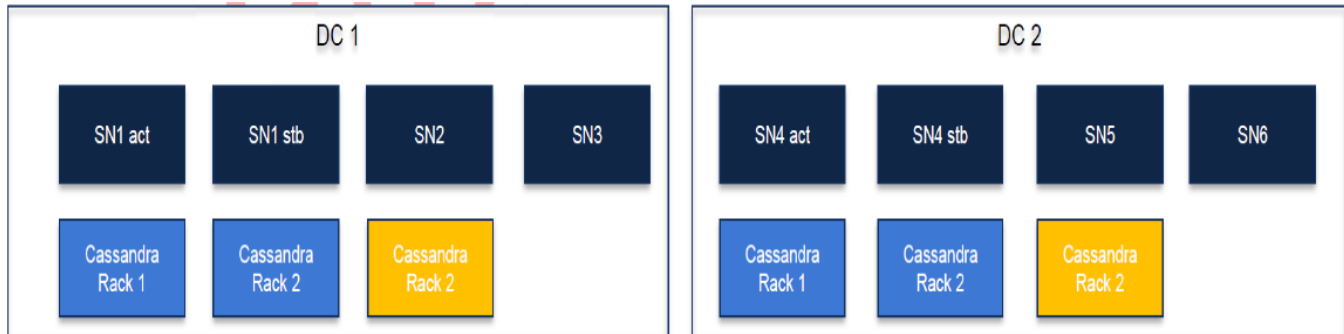 DC 1
DC 2
SN1 act
SN1 stb
SN2
SN3
SN4 act
SN4 stb
SN5
SN6
Cassandra
Rack 1
Cassandra
Rack 2
Cassandra
Rack 2
Cassandra
Rack 1
Cassandra
Rack 2
Cassandra
Rack 2